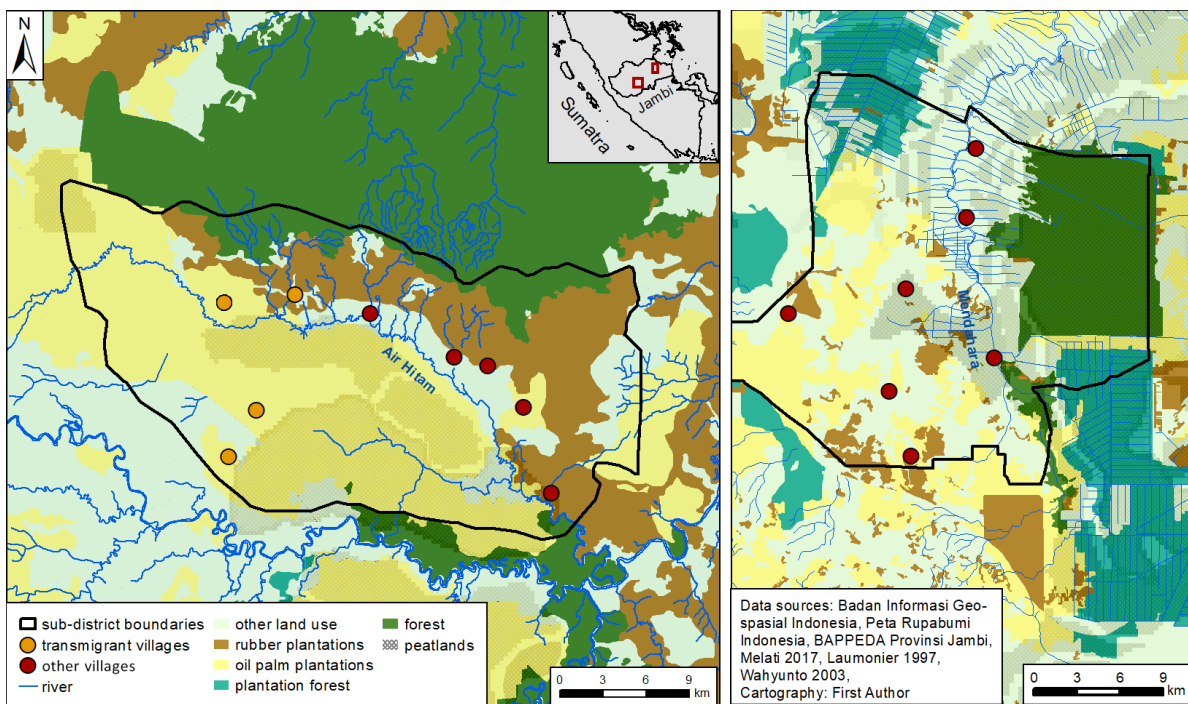 N
Sumatra
Jambi
Air Hitam
Mendahara
sub-district boundaries
transmigrant villages
other villages
river
other land use
rubber plantations
oil palm plantations
plantation forest
forest
peatlands
0 3 6 9
km
Data sources: Badan Informasi Geo-
spasial Indonesia, Peta Rupabumi
Indonesia, BAPPEDA Provinsi Jambi,
Melati 2017, Laumonier 1997,
Wahyunto 2003,
Cartography: First Author
0 3 6 9
km